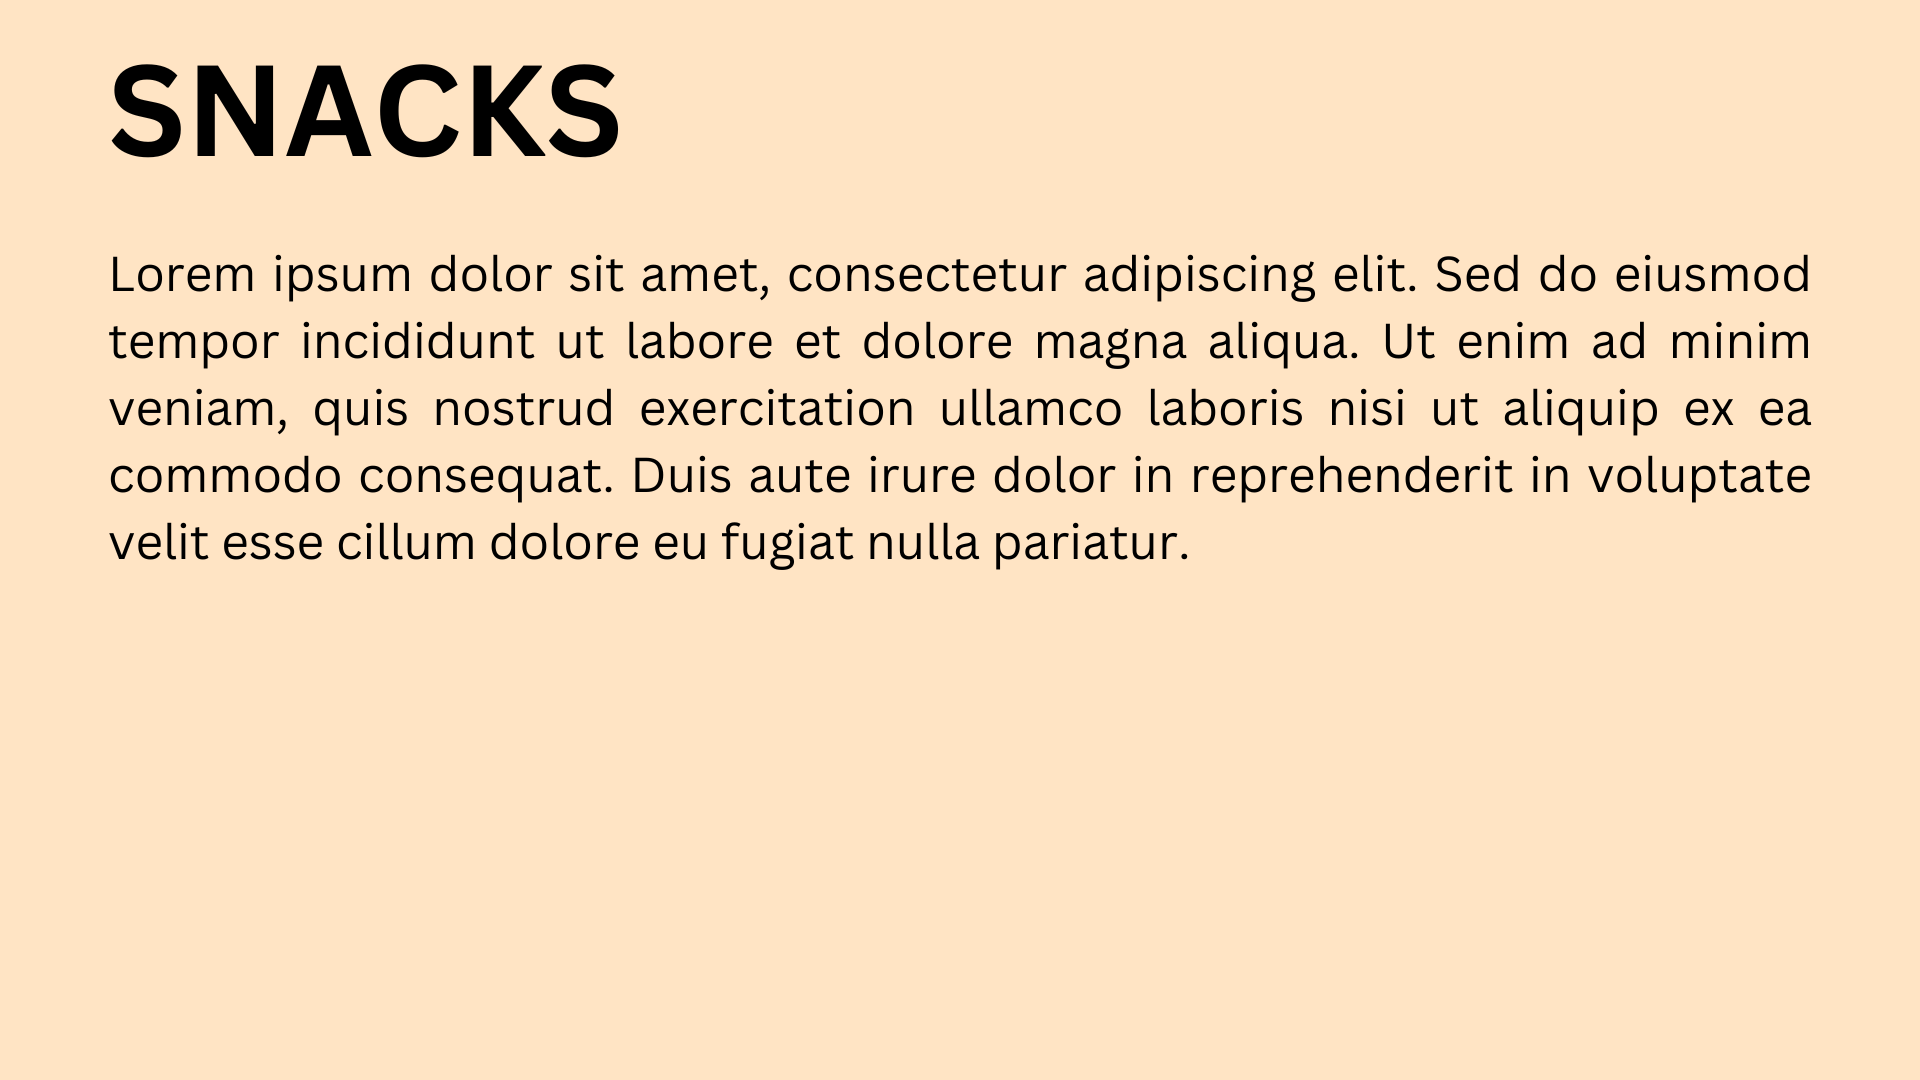 SNACKS
Lorem ipsum dolor sit amet, consectetur adipiscing elit. Sed do eiusmod
tempor incididunt ut labore et dolore magna aliqua. Ut enim ad minim
veniam, quis nostrud exercitation ullamco laboris nisi ut aliquip ex ea
commodo consequat. Duis aute irure dolor in reprehenderit in voluptate
velit esse cillum dolore eu fugiat nulla pariatur.